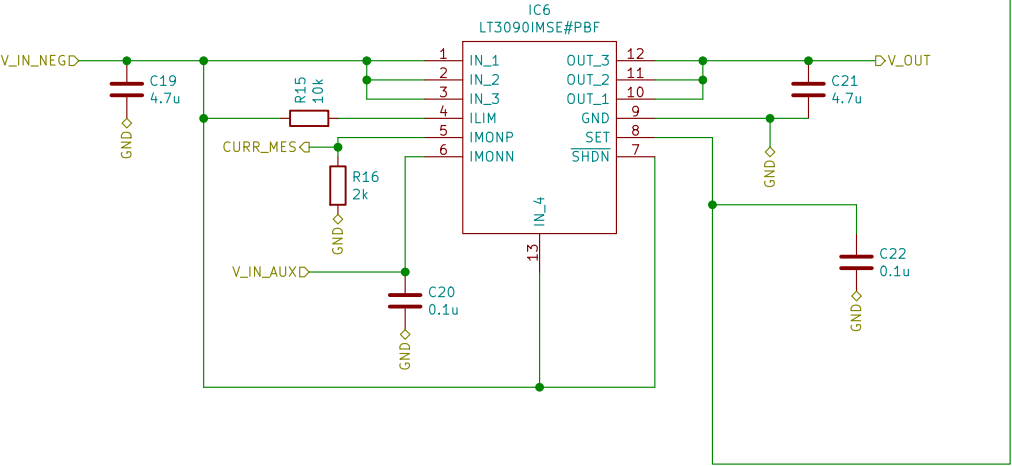 IC6
LT3090IMSE#PBF
V_IN_NEG
1 IN_1 OUT_3 12
V_OUT
2 IN_2 OUT_2 11
3 IN_3 OUT_1 10
4 ILIM GND 9
5 IMONP SET 8
6 IMONN SHDN 7
IN_4
13
C19
4.7u
GND
R15
10k
CURR_MES
R16
2k
GND
V_IN_AUX
C20
0.1u
GND
C21
4.7u
GND
C22
0.1u
GND